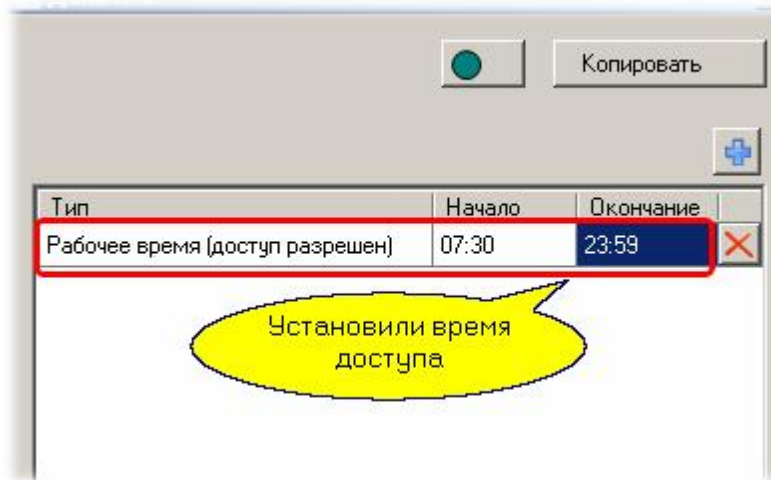 Копировать
Тип Начало Окончание
Рабочее время (доступ разрешен) 07:30 23:59
Установили время
доступа